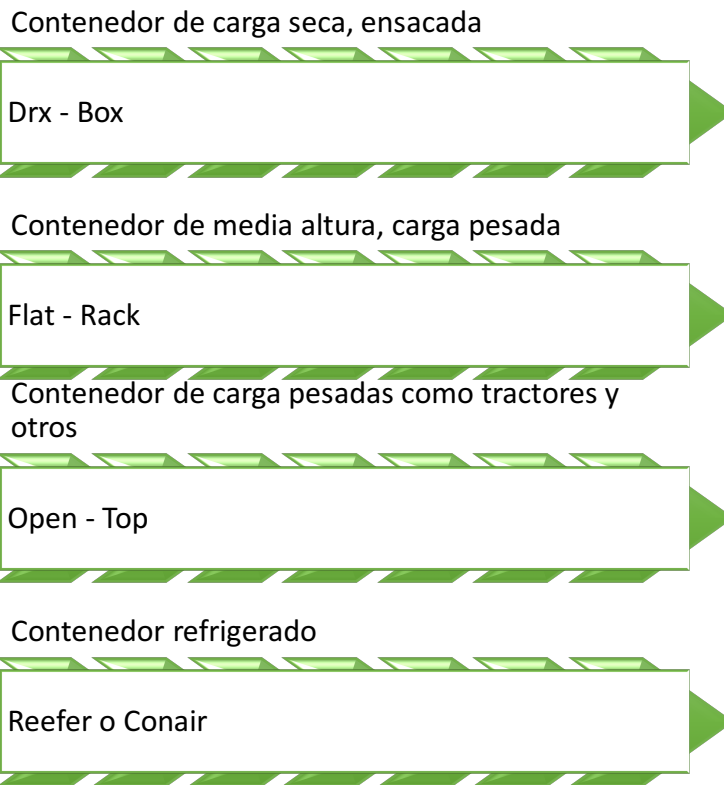 Contenedor de carga seca, ensacada
Drx - Box
Contenedor de media altura, carga pesada
Flat - Rack
Contenedor de carga pesadas como tractores y
otros
Open - Top
Contenedor refrigerado
Reefer o Conair